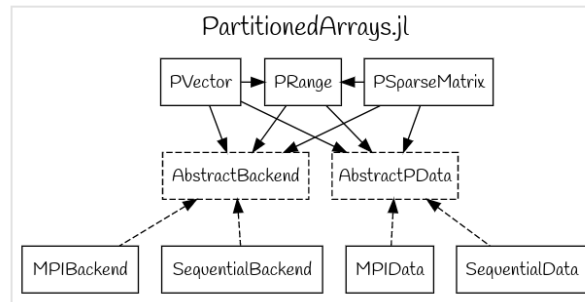 PartitionedArrays.jl
PVector
PRange
PSparseMatrix
AbstractBackend
AbstractPData
MPIBackend
SequentialBackend
MPIData
SequentialData